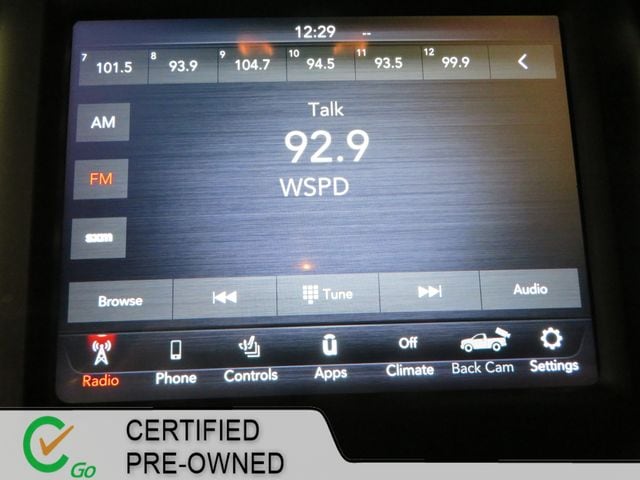 12:29 --
7 101.5 8 93.9 9 104.7 10 94.5 11 93.5 12 99.9
AM
Talk
92.9
FM
WSPD
sxm
Browse Tune Audio
Off
Radio Phone Controls Apps Climate Back Cam Settings
CERTIFIED
Go PRE-OWNED